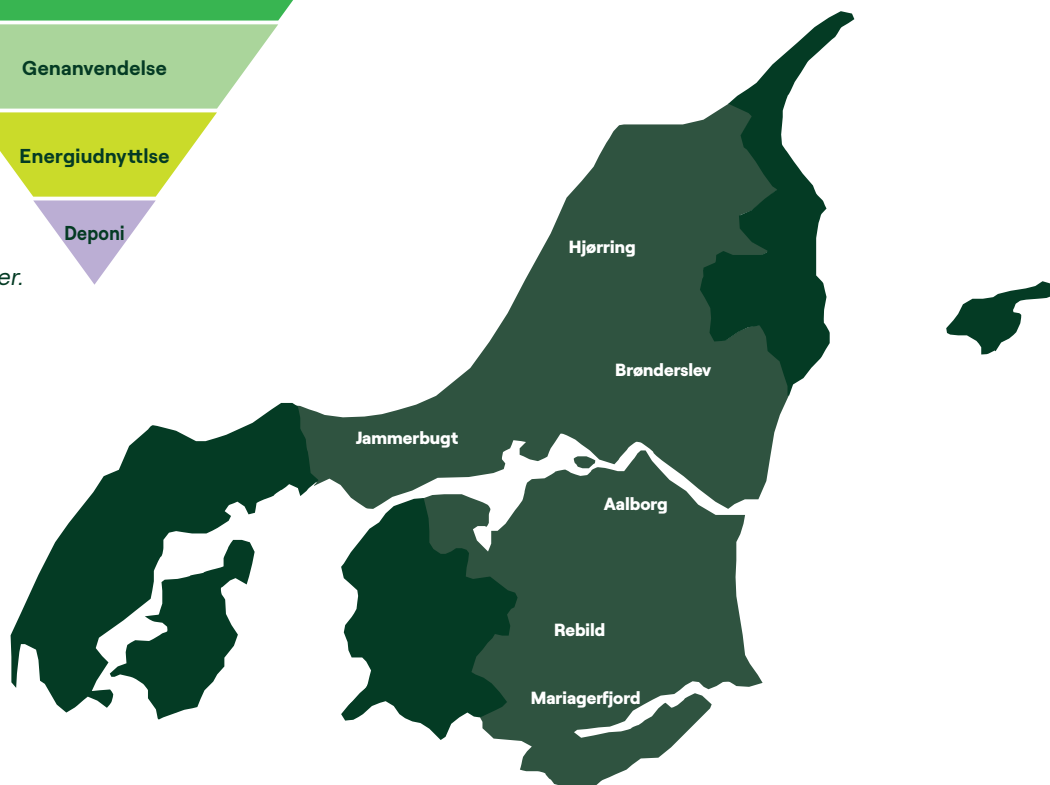 Genanvendelse
Energiudnyttlse
Deponi
er.
Hjørring
Brønderslev
Jammerbugt
Aalborg
Rebild
Mariagerfjord